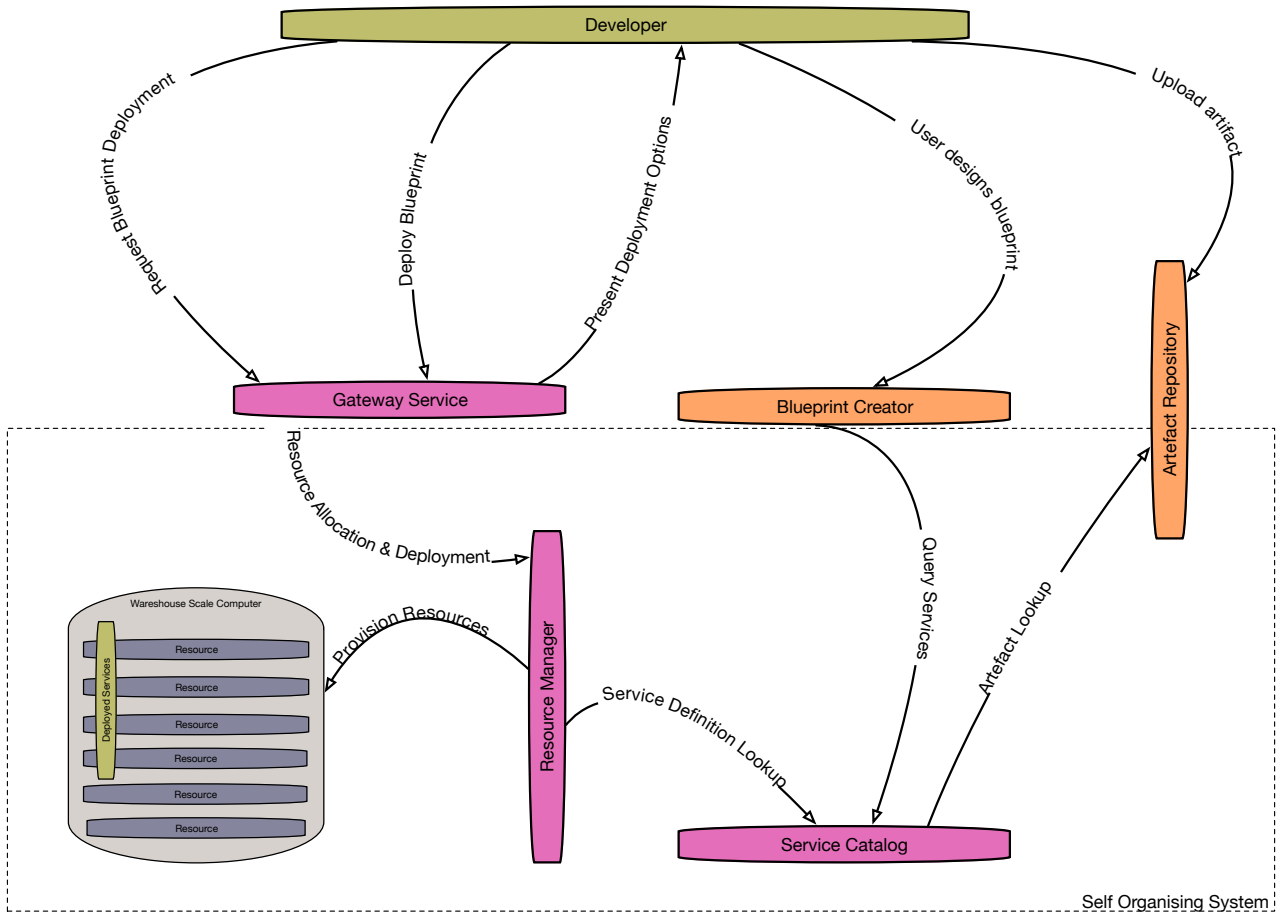 Developer
Request Blueprint Deployment
Deploy Blueprint
Present Deployment Options
User designs blueprint
Upload artifact
Gateway Service
Blueprint Creator
Artefact Repository
Resource Allocation & Deployment
Query Services
Artefact Lookup
Provision Resources
Resource Manager
Service Definition Lookup
Wareshouse Scale Computer
Deployed Services
Resource
Resource
Resource
Resource
Resource
Resource
Service Catalog
Self Organising System